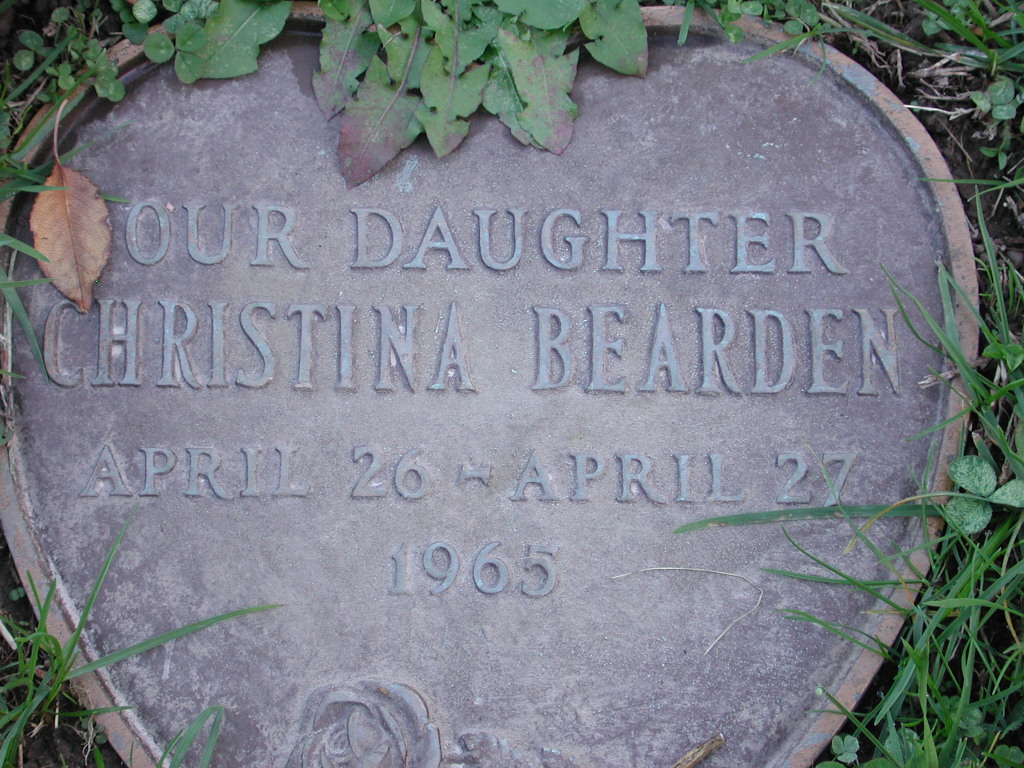 OUR DAUGHTER
CHRISTINA BEARDEN
APRIL 26 - APRIL 27
1965